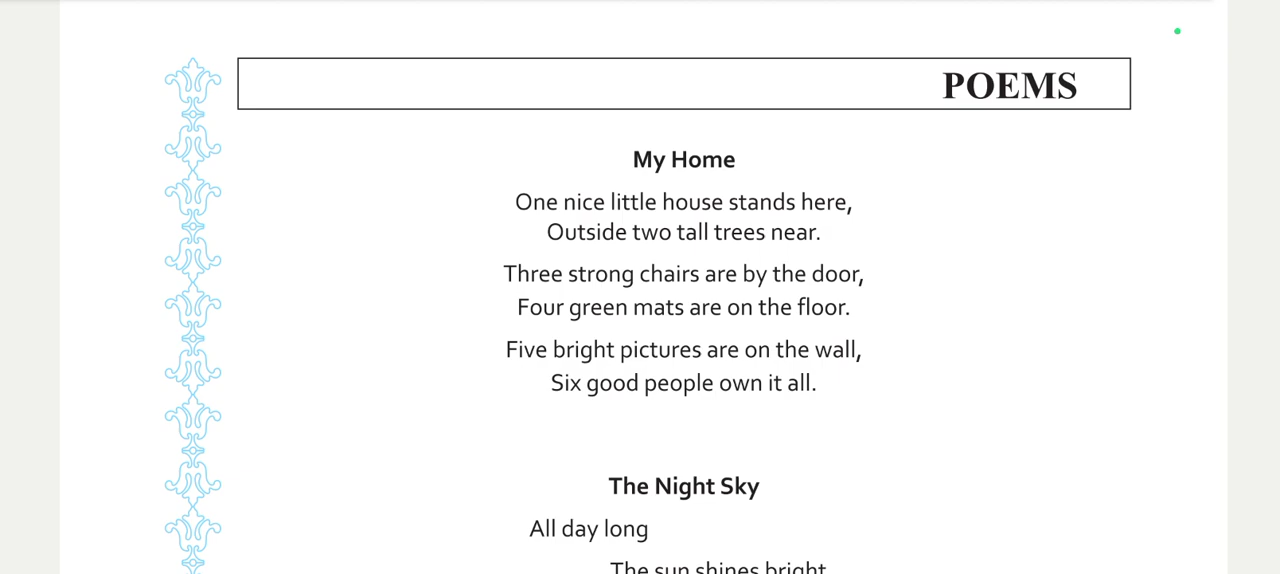 POEMS
My Home
One nice little house stands here,
Outside two tall trees near.
Three strong chairs are by the door,
Four green mats are on the floor.
Five bright pictures are on the wall,
Six good people own it all.
The Night Sky
All day long
The sun shines bright